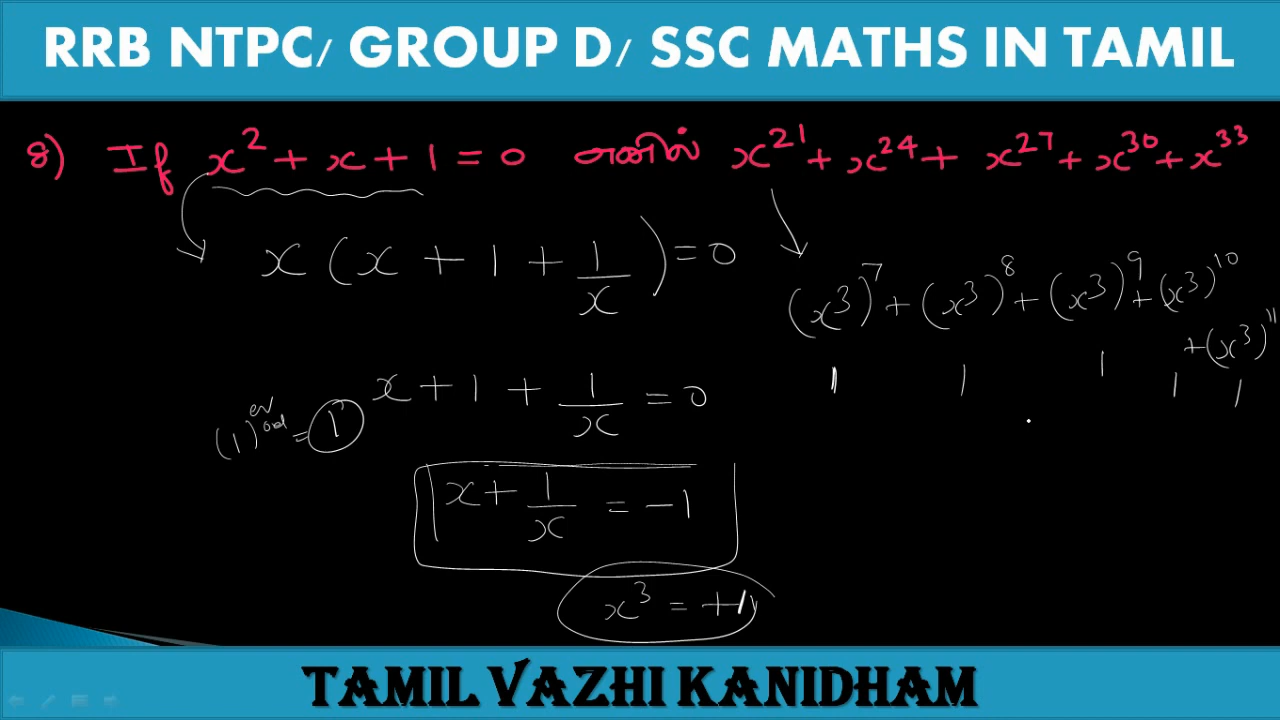 RRB NTPC/ GROUP D/ SSC MATHS IN TAMIL
8) If x² + x + 1 = 0 எனில் x²¹ + x²⁴ + x²⁷ + x³⁰ + x³³
x(x + 1 + 1/x) = 0
(x³)⁷ + (x³)⁸ + (x³)⁹ + (x³)¹⁰
+ (x³)¹¹
1 1 1 1 1
x + 1 + 1/x = 0
(1)^ev od = 1
x + 1/x = -1
x³ = +1
TAMIL VAZHI KANIDHAM